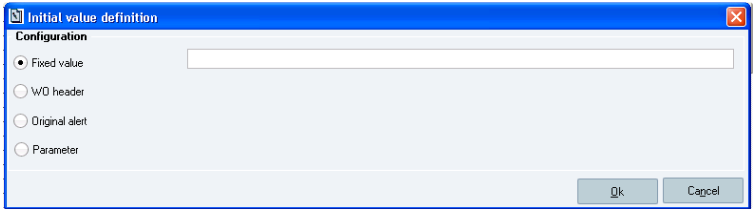 Initial value definition
Configuration
Fixed value
WO header
Original alert
Parameter
Ok
Cancel